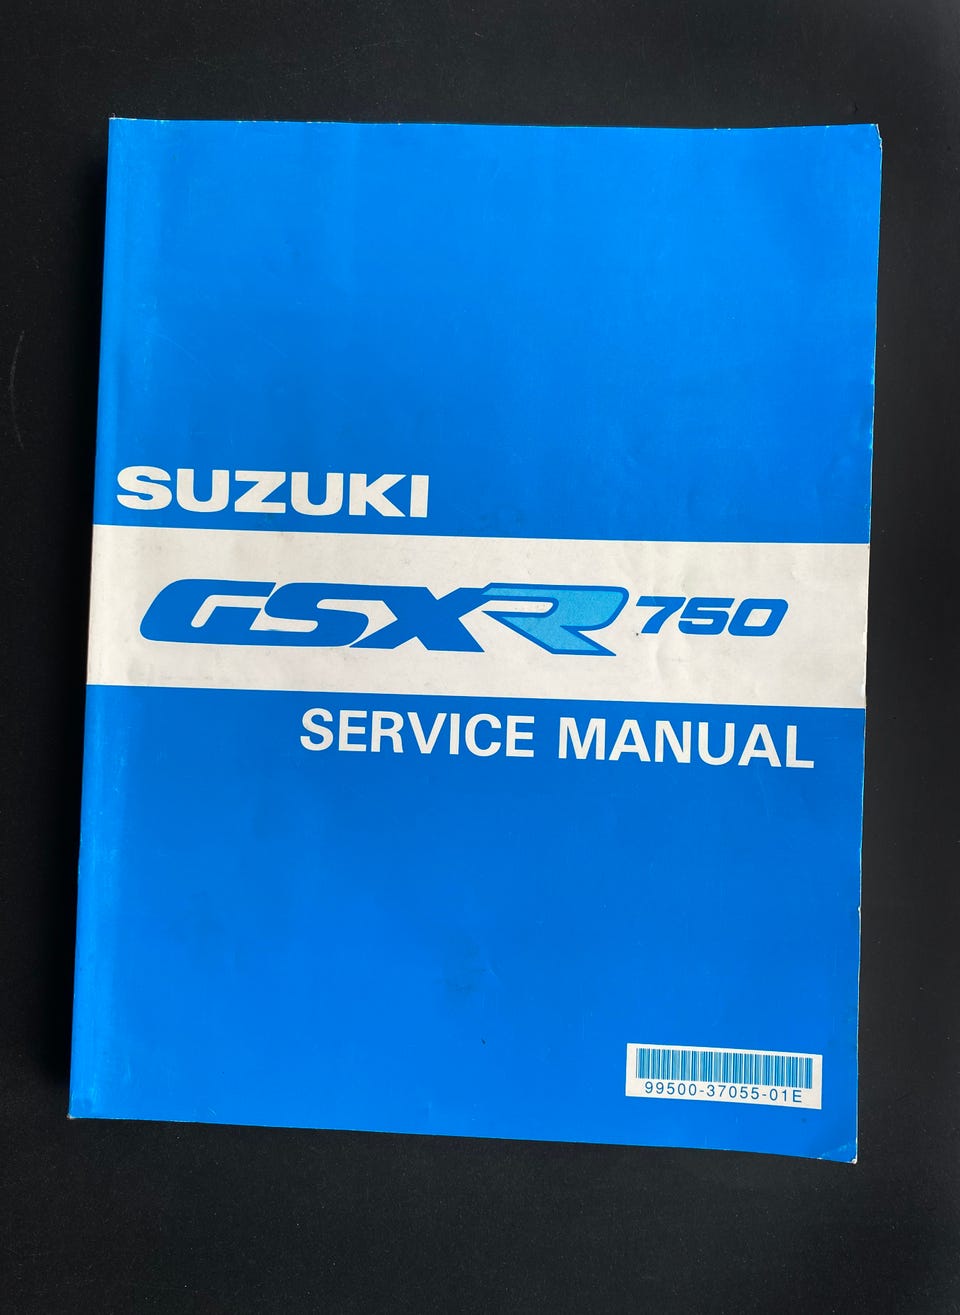 SUZUKI
GSXR 750
SERVICE MANUAL
99500-37055-01E